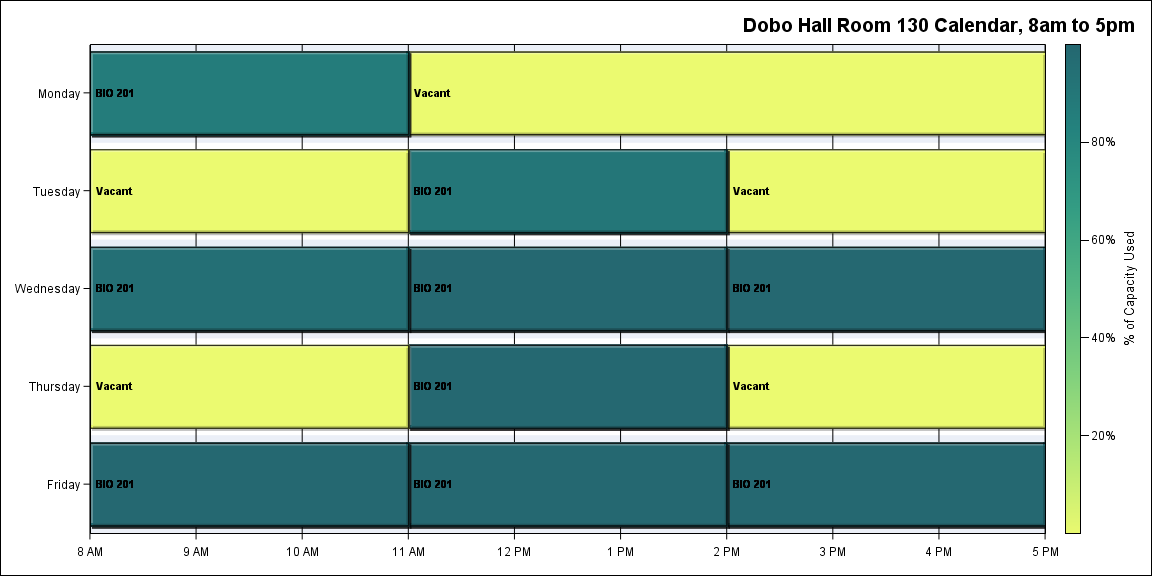 Dobo Hall Room 130 Calendar, 8am to 5pm
Monday
BIO 201
Vacant
80%
Tuesday
Vacant
BIO 201
Vacant
60%
% of Capacity Used
Wednesday
BIO 201
BIO 201
BIO 201
40%
Thursday
Vacant
BIO 201
Vacant
20%
Friday
BIO 201
BIO 201
BIO 201
8 AM
9 AM
10 AM
11 AM
12 PM
1 PM
2 PM
3 PM
4 PM
5 PM